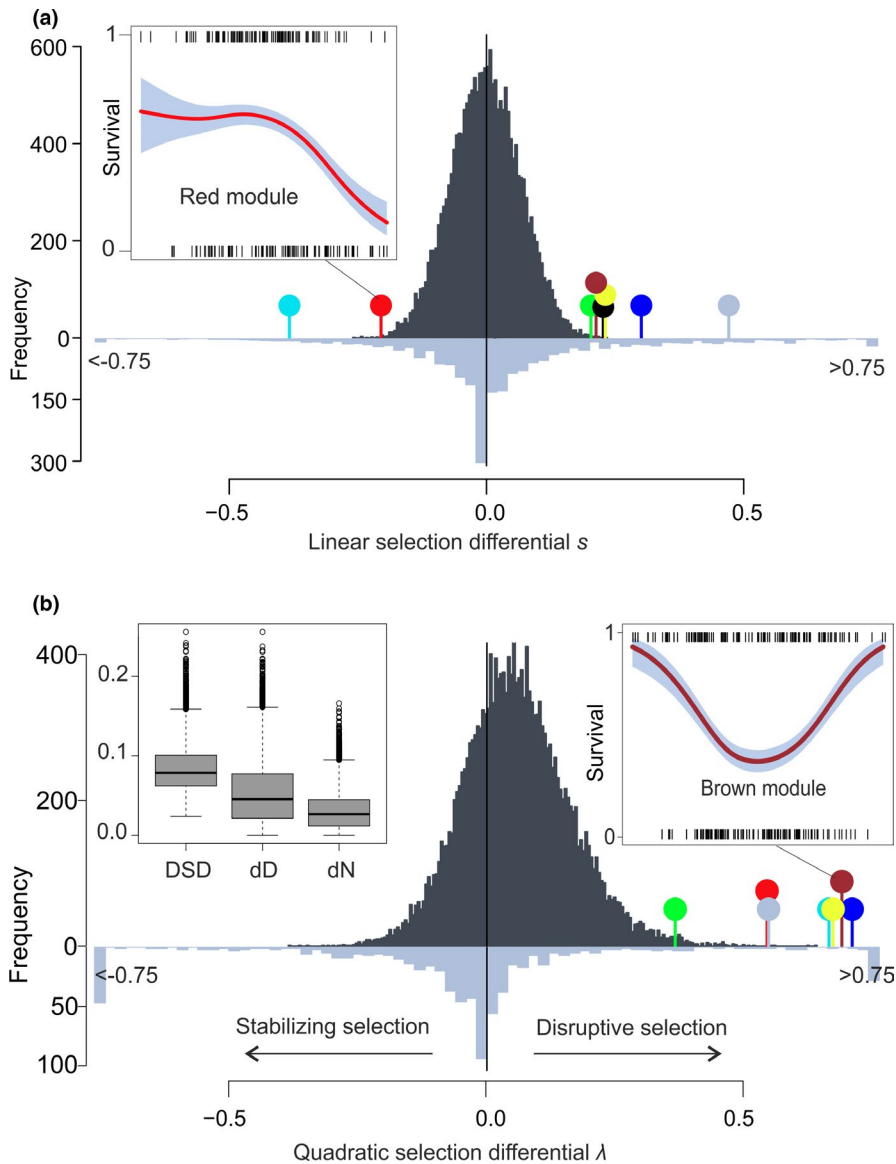 (a)
600
400
200
0
150
300
Frequency
1
Survival
0
Red module
<-0.75
>0.75
−0.5
0.0
0.5
Linear selection differential s
(b)
400
200
0
50
100
Frequency
0.2
0.1
0.0
DSD
dD
dN
1
Survival
0
Brown module
<-0.75
>0.75
Stabilizing selection
Disruptive selection
−0.5
0.0
0.5
Quadratic selection differential λ